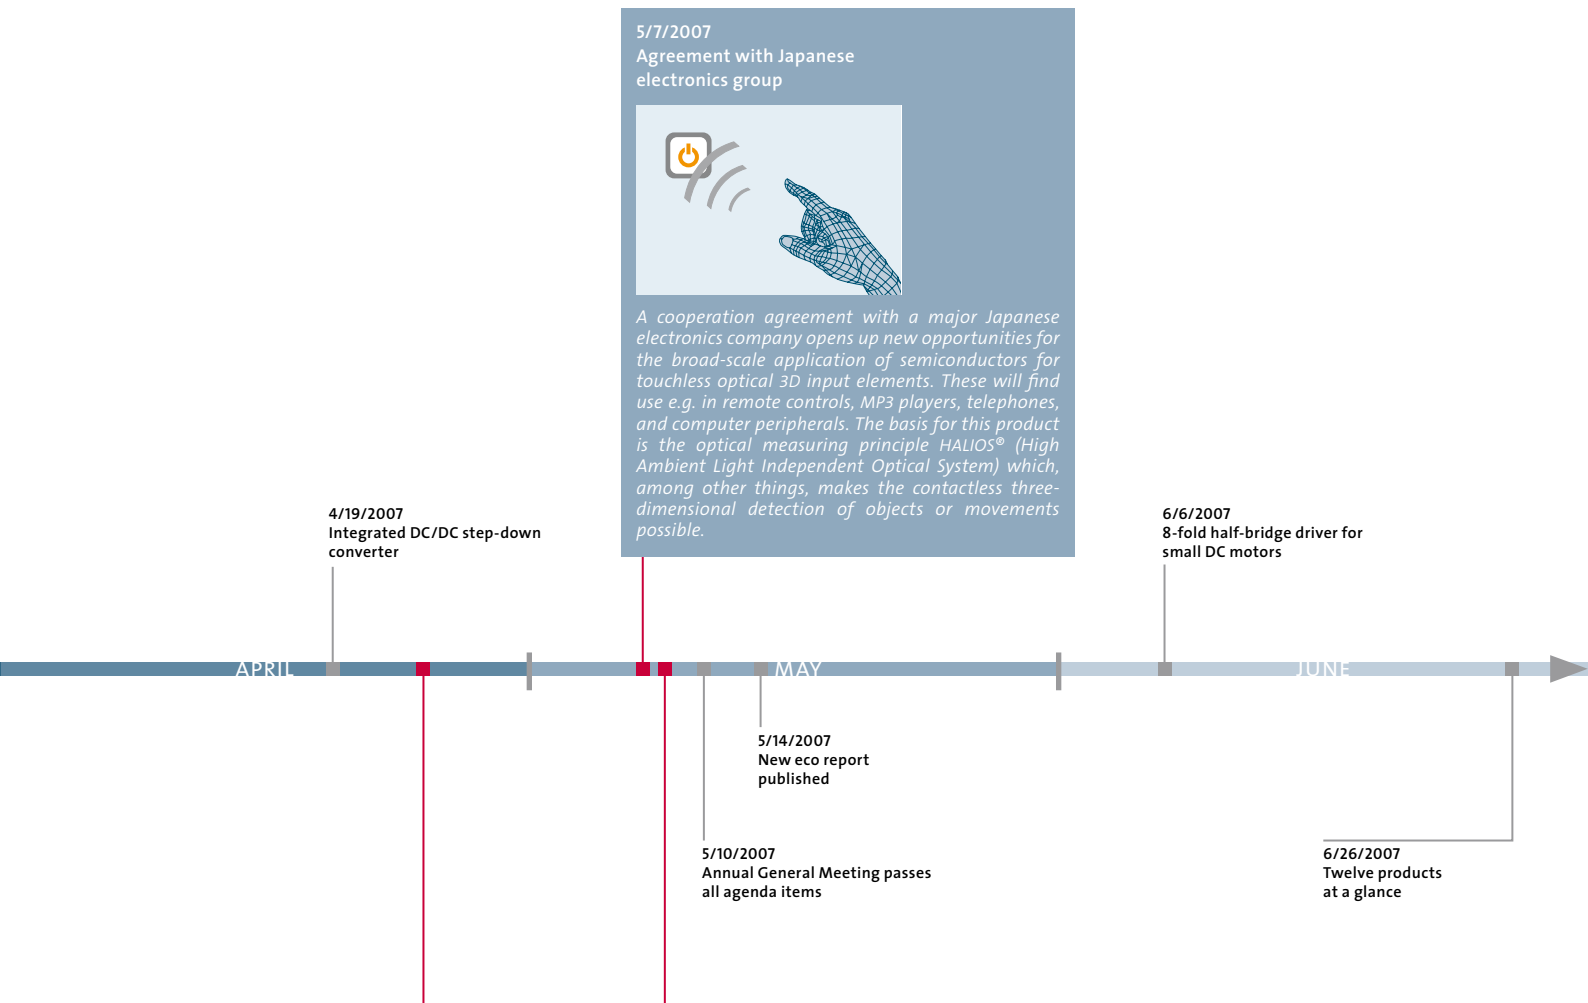 5/7/2007
Agreement with Japanese
electronics group
A cooperation agreement with a major Japanese
electronics company opens up new opportunities for
the broad-scale application of semiconductors for
touchless optical 3D input elements. These will find
use e.g. in remote controls, MP3 players, telephones,
and computer peripherals. The basis for this product
is the optical measuring principle HALIOS® (High
Ambient Light Independent Optical System) which,
among other things, makes the contactless three-
dimensional detection of objects or movements
possible.
4/19/2007
Integrated DC/DC step-down
converter
6/6/2007
8-fold half-bridge driver for
small DC motors
APRIL
MAY
JUNE
5/14/2007
New eco report
published
5/10/2007
Annual General Meeting passes
all agenda items
6/26/2007
Twelve products
at a glance